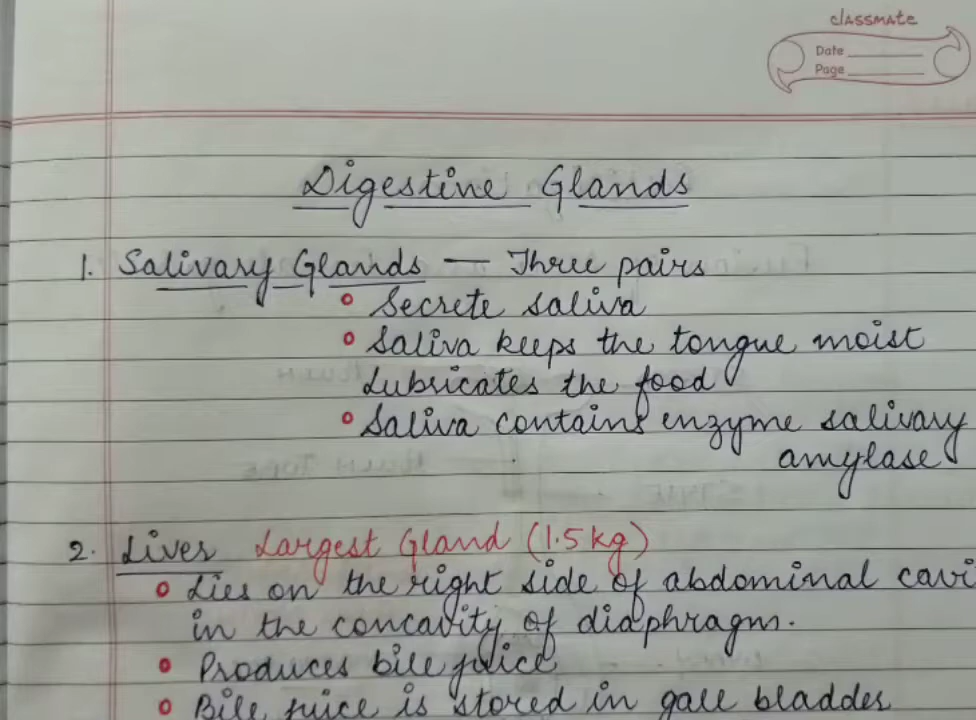 classmate
Date
Page
Digestine Glands
1. Salivary Glands — Three pairs
• Secrete saliva
• Saliva keeps the tongue moist
Lubricates the food
• Saliva contains enzyme salivary
amylase
2. Liver Largest Gland (1.5kg)
• Lies on the right side of abdominal cavi
in the concavity of diaphragm.
• Produces bile juice
• Bile juice is stored in gall bladder